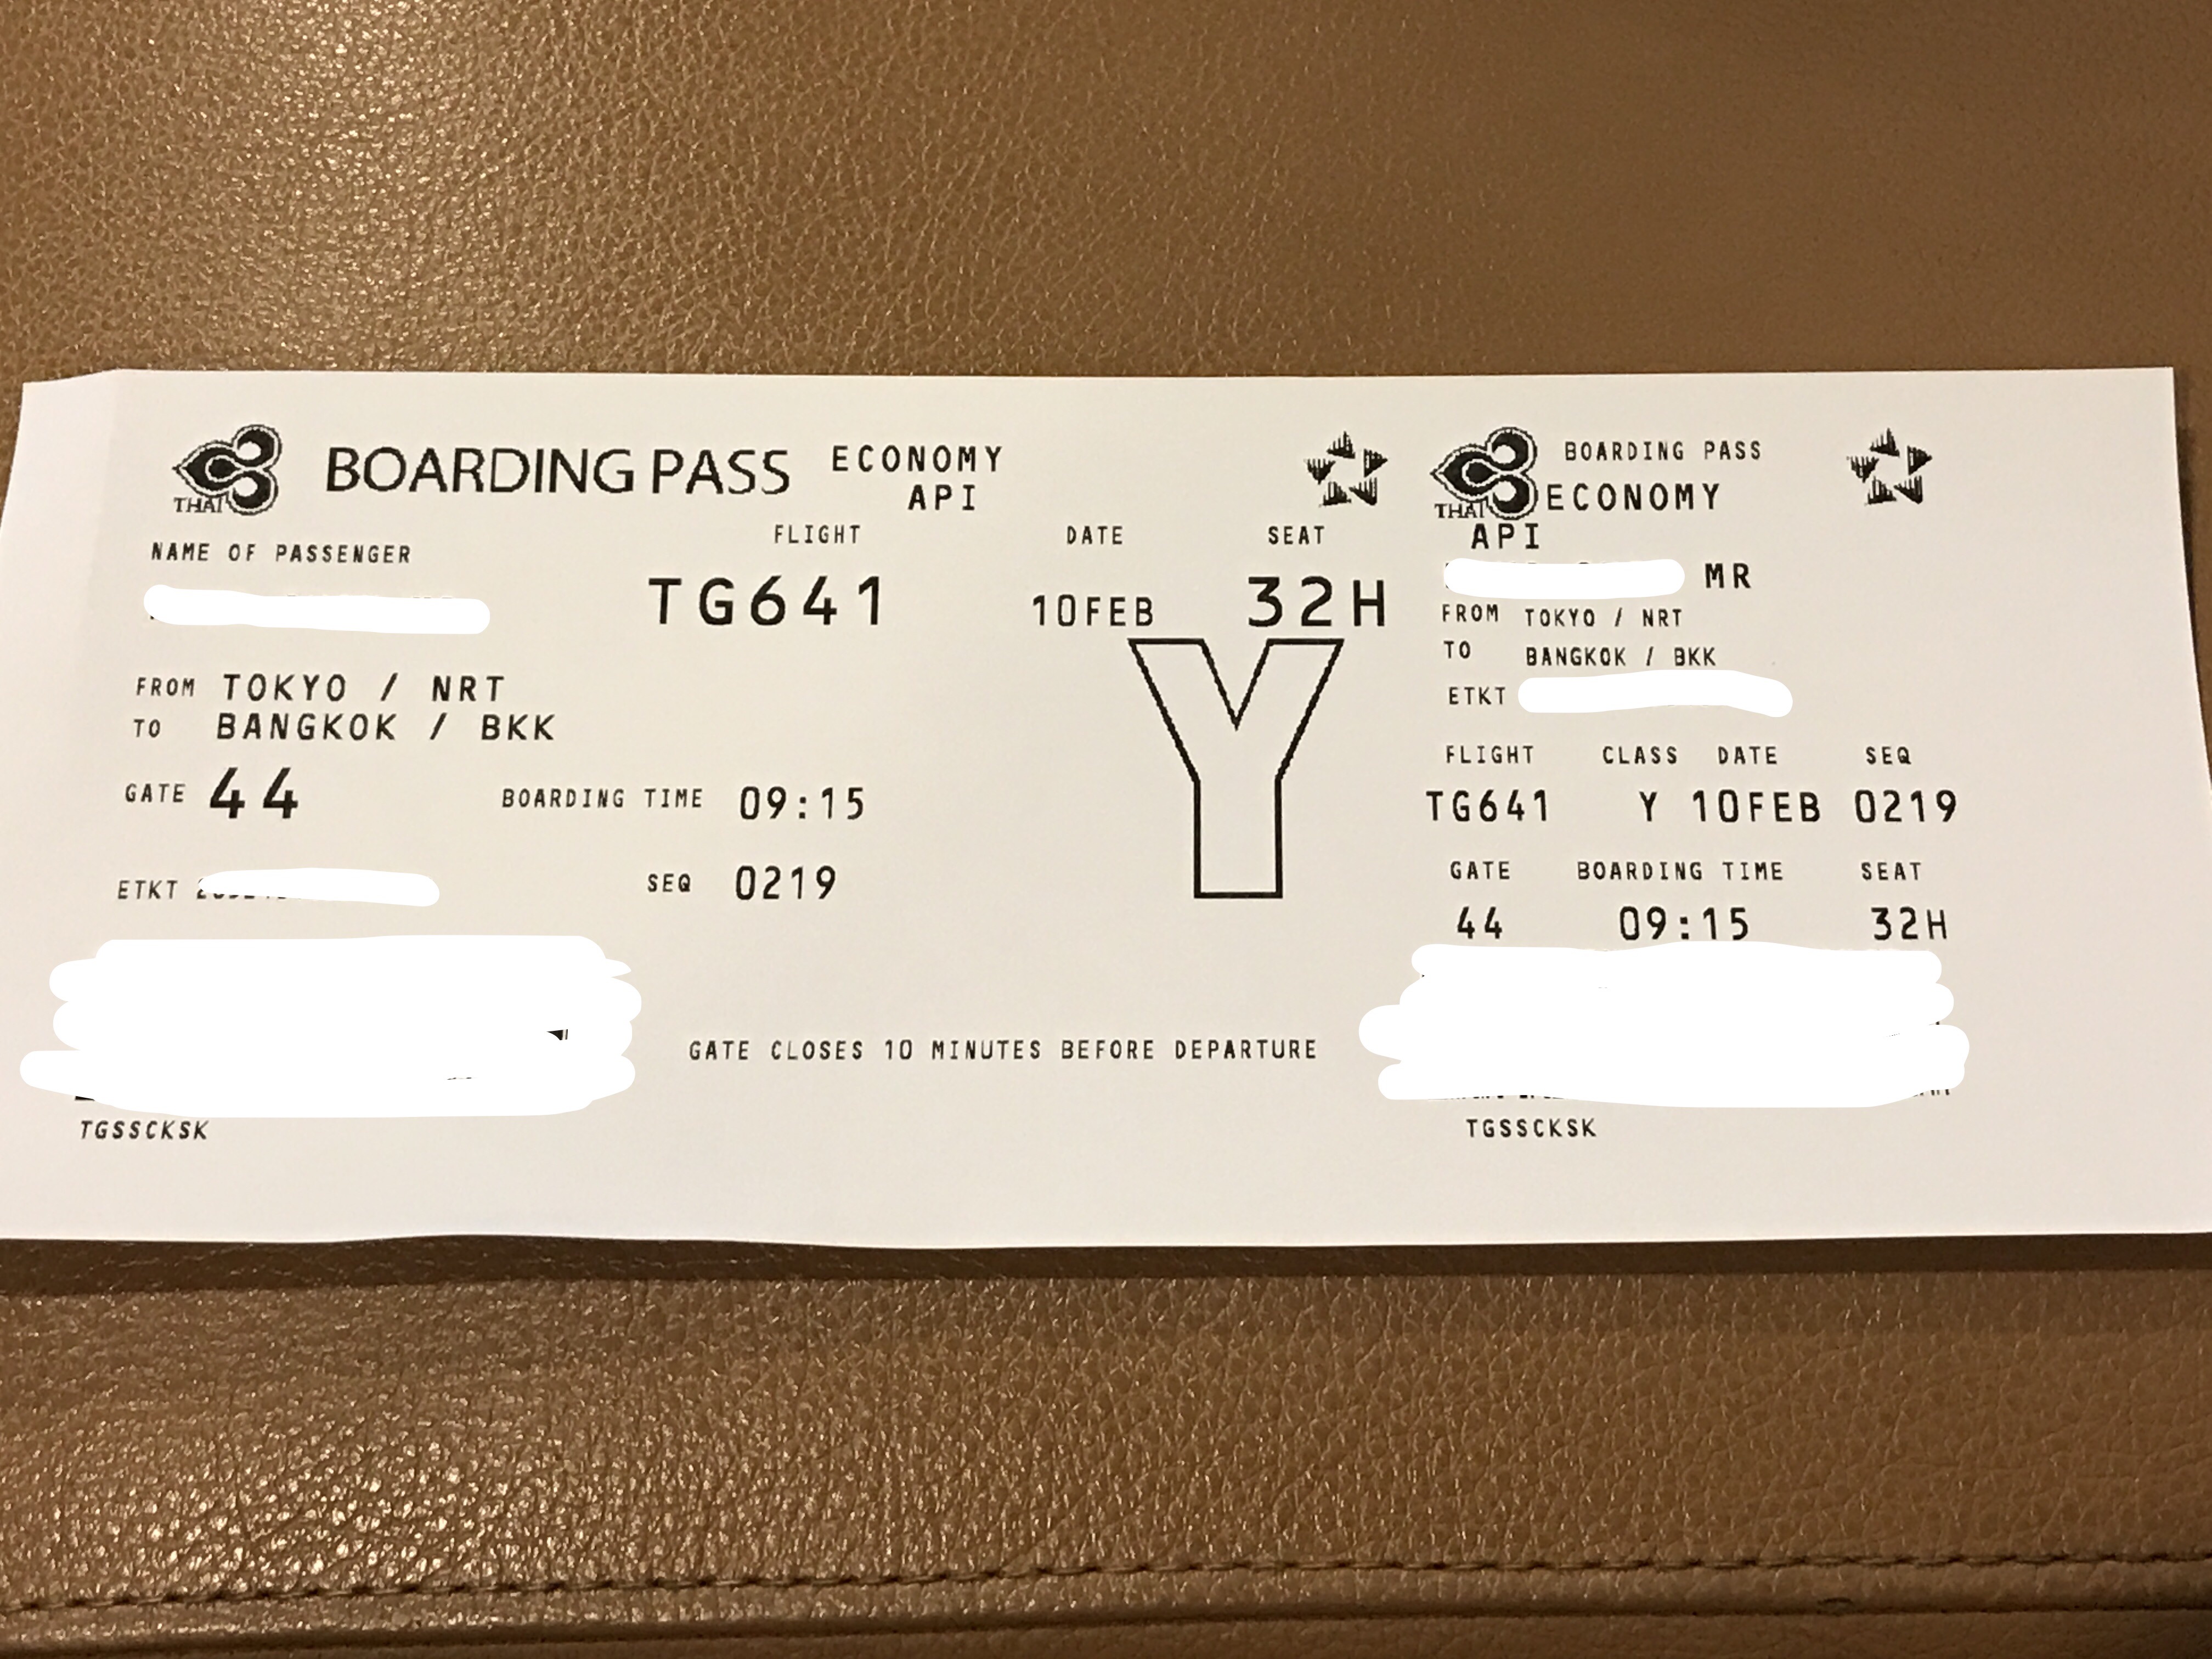 THAI BOARDING PASS ECONOMY
API
NAME OF PASSENGER FLIGHT DATE SEAT
TG641 10FEB 32H
FROM TOKYO / NRT
TO BANGKOK / BKK
Y
GATE 44 BOARDING TIME 09:15
ETKT SEQ 0219
GATE CLOSES 10 MINUTES BEFORE DEPARTURE
TGSSCKSK
THAI BOARDING PASS
ECONOMY
API
MR
FROM TOKYO / NRT
TO BANGKOK / BKK
ETKT
FLIGHT CLASS DATE SEQ
TG641 Y 10FEB 0219
GATE BOARDING TIME SEAT
44 09:15 32H
TGSSCKSK